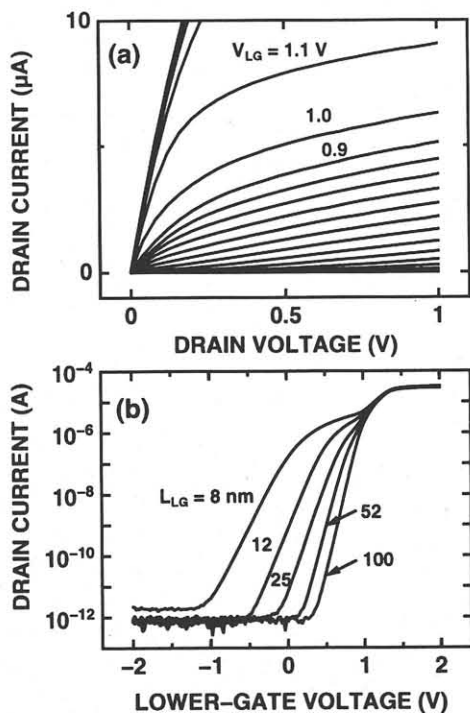 10
(a)
V_LG = 1.1 V
1.0
5
0.9
0
0
0.5
1
DRAIN CURRENT (µA)
DRAIN VOLTAGE (V)
10⁻⁴
(b)
10⁻⁶
L_LG = 8 nm
10⁻⁸
52
12
10⁻¹⁰
25
100
10⁻¹²
−2
−1
0
1
2
DRAIN CURRENT (A)
LOWER−GATE VOLTAGE (V)